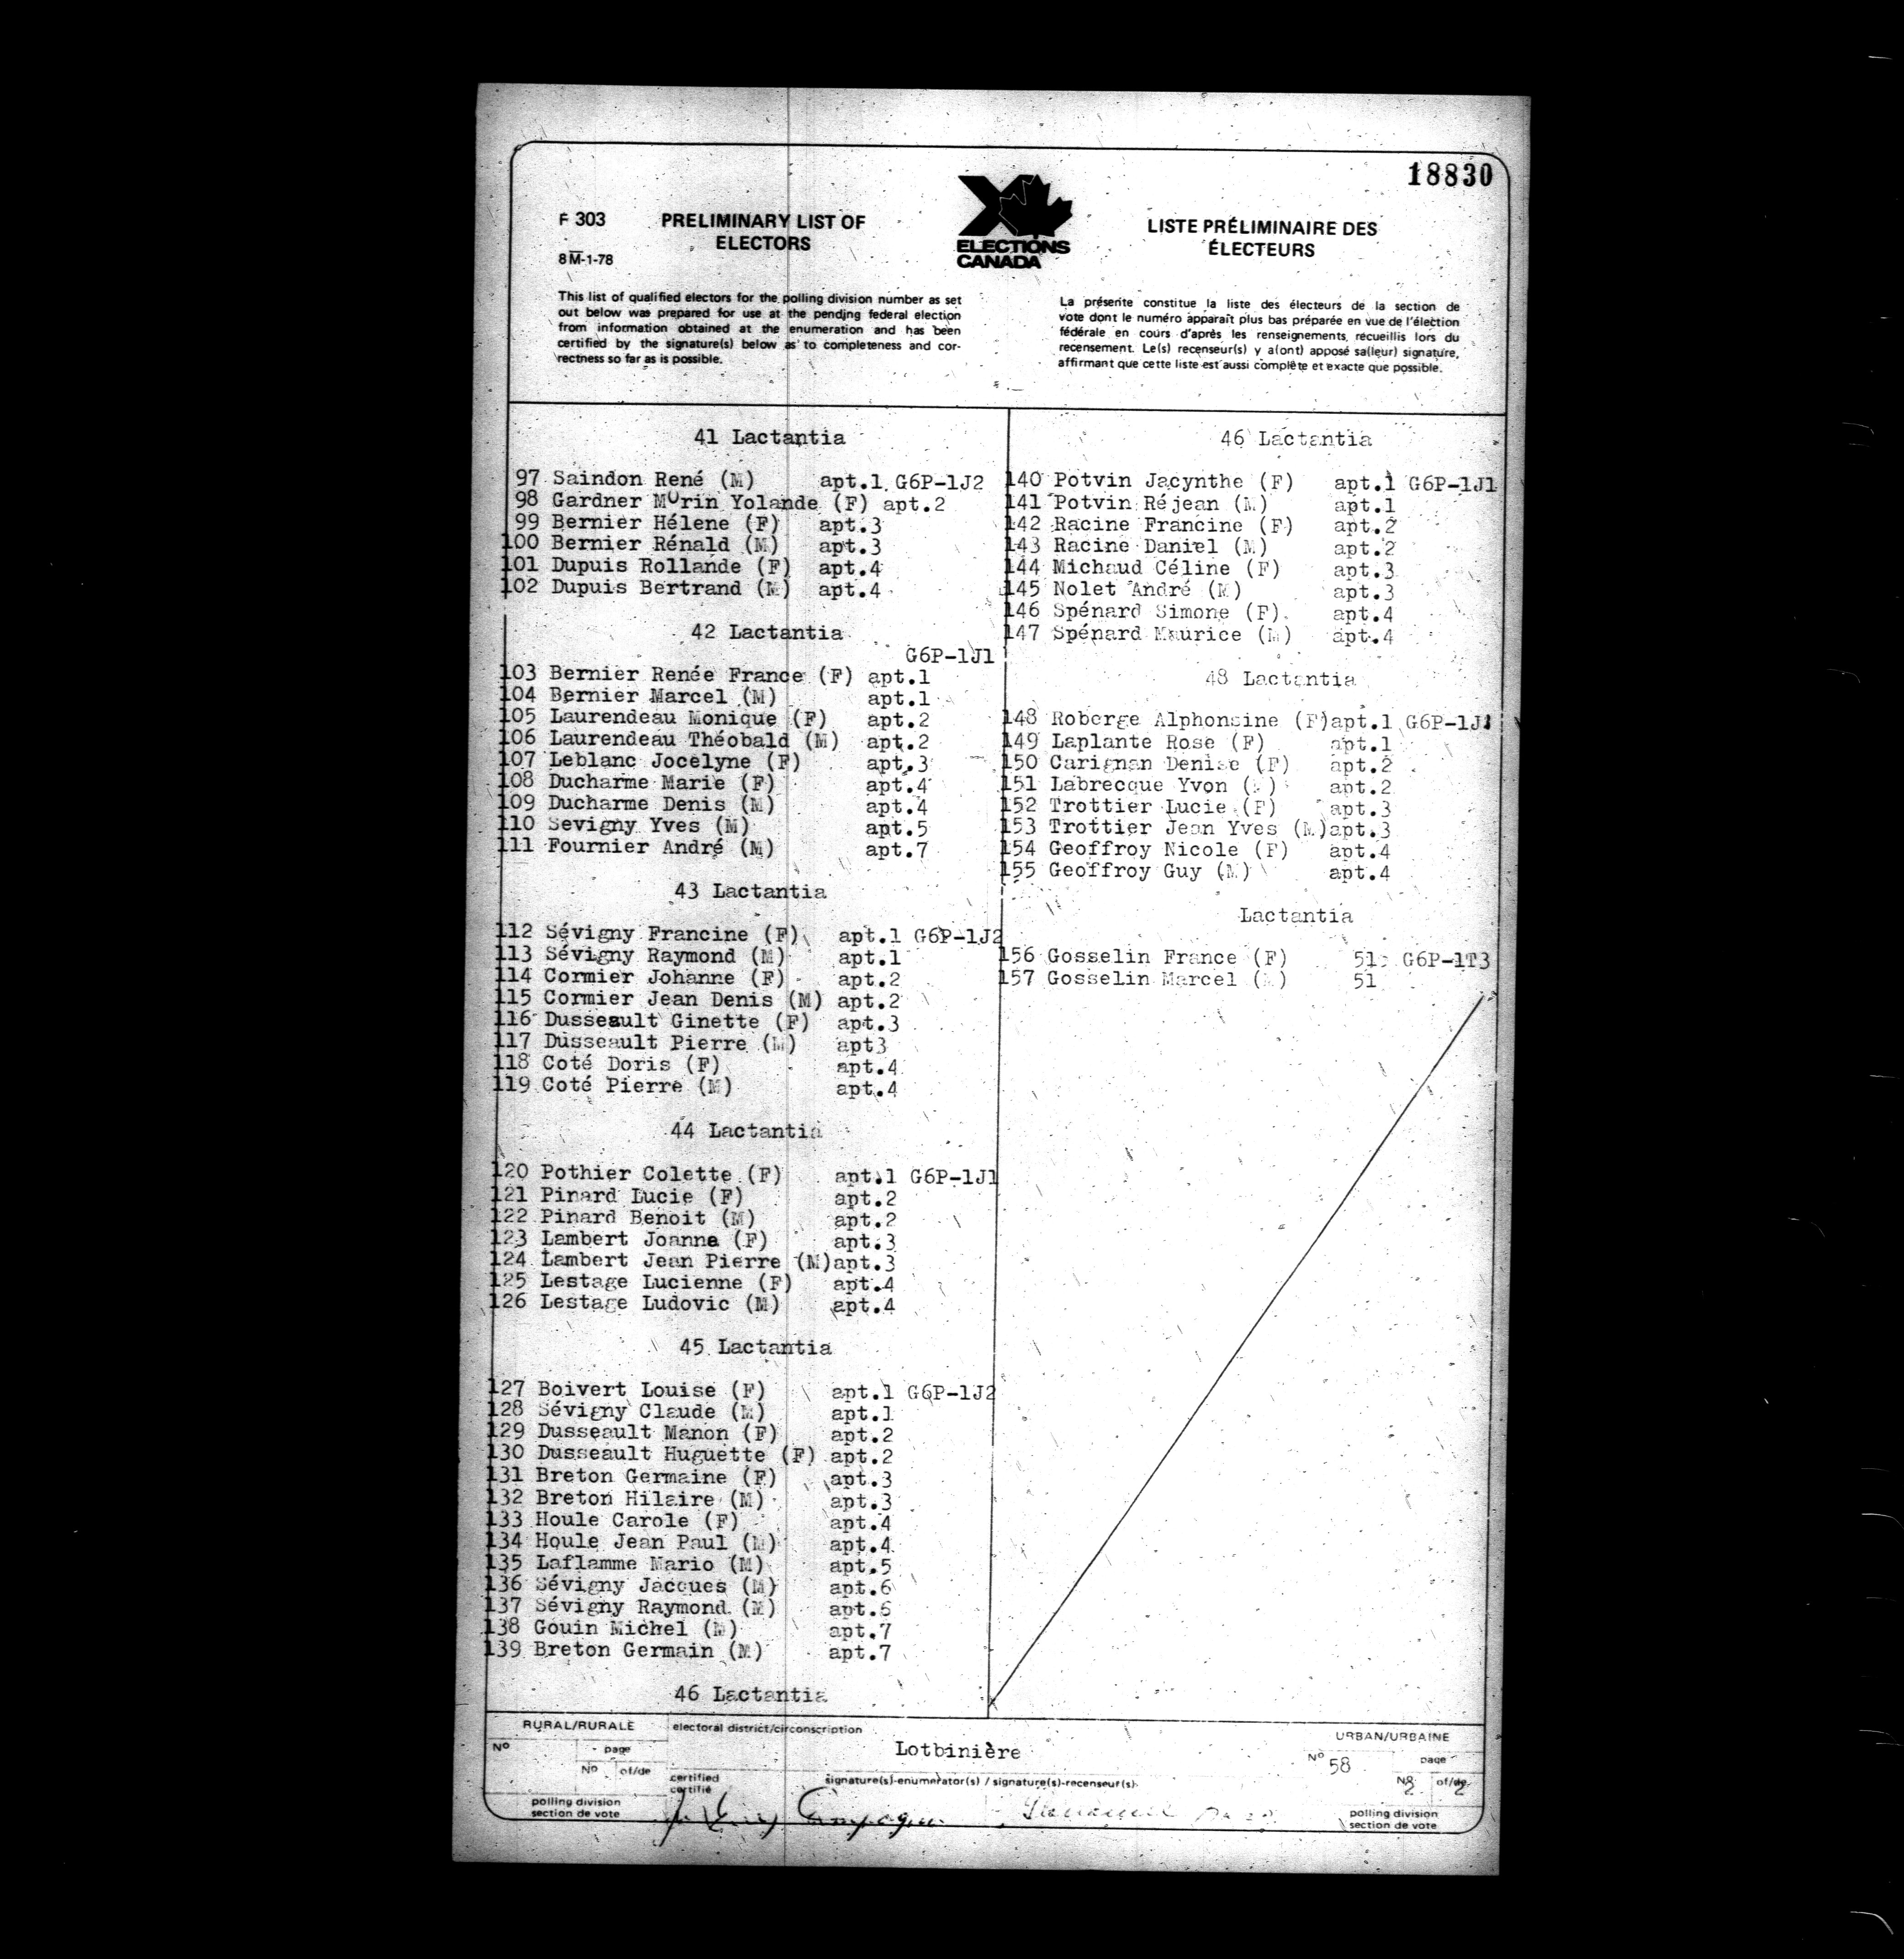 18830
F 303
PRELIMINARY LIST OF
ELECTORS
8M-1-78
ELECTIONS
CANADA
LISTE PRÉLIMINAIRE DES
ÉLECTEURS
This list of qualified electors for the polling division number as set
out below was prepared for use at the pending federal election
from information obtained at the enumeration and has been
certified by the signature(s) below as to completeness and cor-
rectness so far as is possible.
La présente constitue la liste des électeurs de la section de
vote dont le numéro apparaît plus bas préparée en vue de l'élection
fédérale en cours d'après les renseignements recueillis lors du
recensement. Le(s) recenseur(s) y a(ont) apposé sa(leur) signature,
affirmant que cette liste est aussi complète et exacte que possible.
41 Lactantia
97 Saindon René (M) apt.1 G6P-1J2
98 Gardner Murin Yolande (F) apt.2
99 Bernier Hélene (F) apt.3
100 Bernier Rénald (M) apt.3
101 Dupuis Rollande (F) apt.4
102 Dupuis Bertrand (M) apt.4
42 Lactantia
G6P-1J1
103 Bernier Renée France (F) apt.1
104 Bernier Marcel (M) apt.1
105 Laurendeau Monique (F) apt.2
106 Laurendeau Théobald (M) apt.2
107 Leblanc Jocelyne (F) apt.3
108 Ducharme Marie (F) apt.4
109 Ducharme Denis (M) apt.4
110 Sevigny Yves (M) apt.5
111 Fournier André (M) apt.7
43 Lactantia
112 Sévigny Francine (F) apt.1 G6P-1J2
113 Sévigny Raymond (M) apt.1
114 Cormier Johanne (F) apt.2
115 Cormier Jean Denis (M) apt.2
116 Dusseault Ginette (F) apt.3
117 Dusseault Pierre (M) apt3
118 Coté Doris (F) apt.4
119 Coté Pierre (M) apt.4
44 Lactantia
120 Pothier Colette (F) apt.1 G6P-1J1
121 Pinard Lucie (F) apt.2
122 Pinard Benoit (M) apt.2
123 Lambert Joanne (F) apt.3
124 Lambert Jean Pierre (M)apt.3
125 Lestage Lucienne (F) apt.4
126 Lestage Ludovic (M) apt.4
45 Lactantia
127 Boivert Louise (F) apt.1 G6P-1J2
128 Sévigny Claude (M) apt.1
129 Dusseault Manon (F) apt.2
130 Dusseault Huguette (F) apt.2
131 Breton Germaine (F) apt.3
132 Breton Hilaire (M) apt.3
133 Houle Carole (F) apt.4
134 Houle Jean Paul (M) apt.4
135 Laflamme Mario (M) apt.5
136 Sévigny Jacques (M) apt.6
137 Sévigny Raymond (M) apt.6
138 Gouin Michel (M) apt.7
139 Breton Germain (M) apt.7
46 Lactantia
46 Lactantia
140 Potvin Jacynthe (F) apt.1 G6P-1J1
141 Potvin Réjean (M) apt.1
142 Racine Francine (F) apt.2
143 Racine Daniel (M) apt.2
144 Michaud Céline (F) apt.3
145 Nolet André (M) apt.3
146 Spénard Simone (F) apt.4
147 Spénard Maurice (M) apt.4
48 Lactantia
148 Roberge Alphonsine (F)apt.1 G6P-1J1
149 Laplante Rose (F) apt.1
150 Carignan Denise (F) apt.2
151 Labrecque Yvon (M) apt.2
152 Trottier Lucie (F) apt.3
153 Trottier Jean Yves (M)apt.3
154 Geoffroy Nicole (F) apt.4
155 Geoffroy Guy (M) apt.4
Lactantia
156 Gosselin France (F) 51 G6P-1T3
157 Gosselin Marcel (M) 51
RURAL/RURALE
No
page
No of/de
polling division
section de vote
electoral district/circonscription
Lotbinière
certified
certifié
signature(s)-enumerator(s) / signature(s)-recenseur(s)
URBAN/URBAINE
No 58
page
No 2 of/de 2
polling division
section de vote